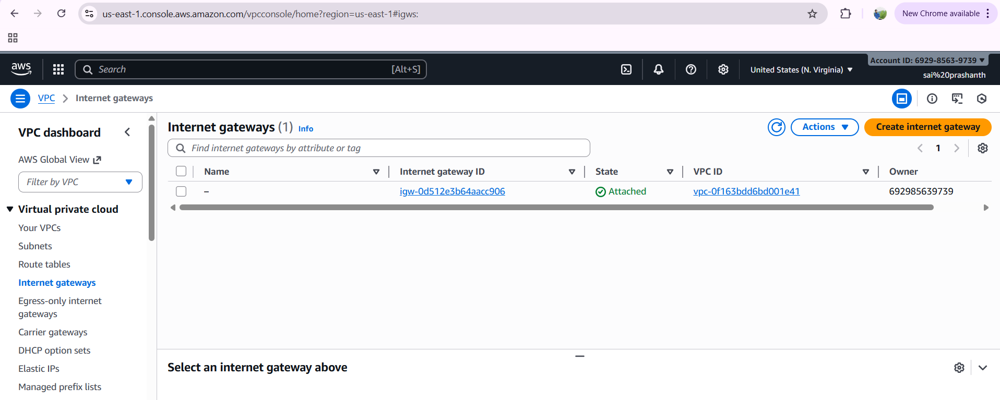 us-east-1.console.aws.amazon.com/vpcconsole/home?region=us-east-1#igws:
New Chrome available
aws
Search
[Alt+S]
United States (N. Virginia)
Account ID: 6929-8563-9739
sai%20prashanth
VPC
Internet gateways
VPC dashboard
AWS Global View
Filter by VPC
Virtual private cloud
Your VPCs
Subnets
Route tables
Internet gateways
Egress-only internet
gateways
Carrier gateways
DHCP option sets
Elastic IPs
Managed prefix lists
Internet gateways (1) Info
Actions
Create internet gateway
Find internet gateways by attribute or tag
1
Name Internet gateway ID State VPC ID Owner
– igw-0d512e3b64aacc906 Attached vpc-0f163bdd6bd001e41 692985639739
Select an internet gateway above